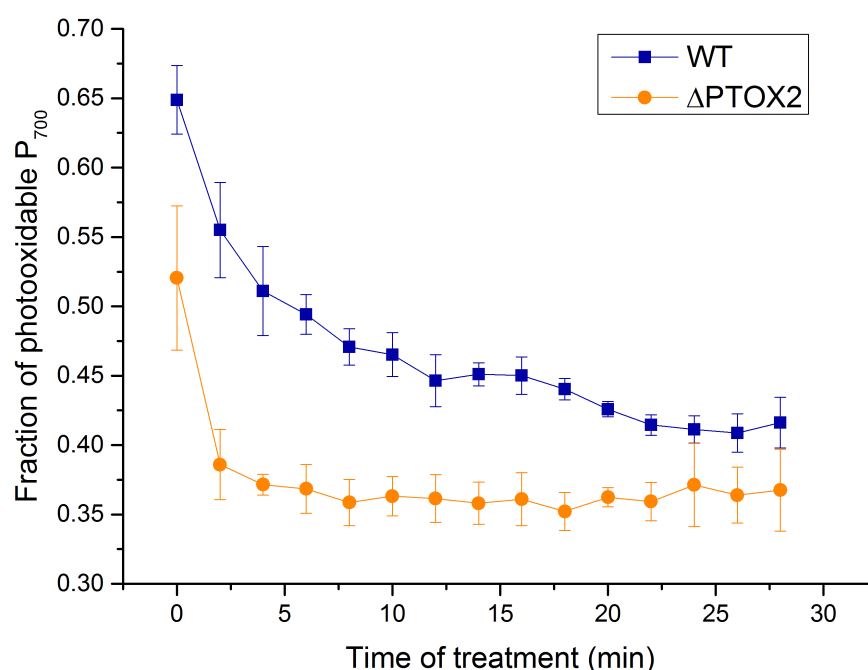 0.70
0.65
0.60
0.55
0.50
0.45
0.40
0.35
0.30
Fraction of photooxidable P700
WT
ΔPTOX2
0 5 10 15 20 25 30
Time of treatment (min)